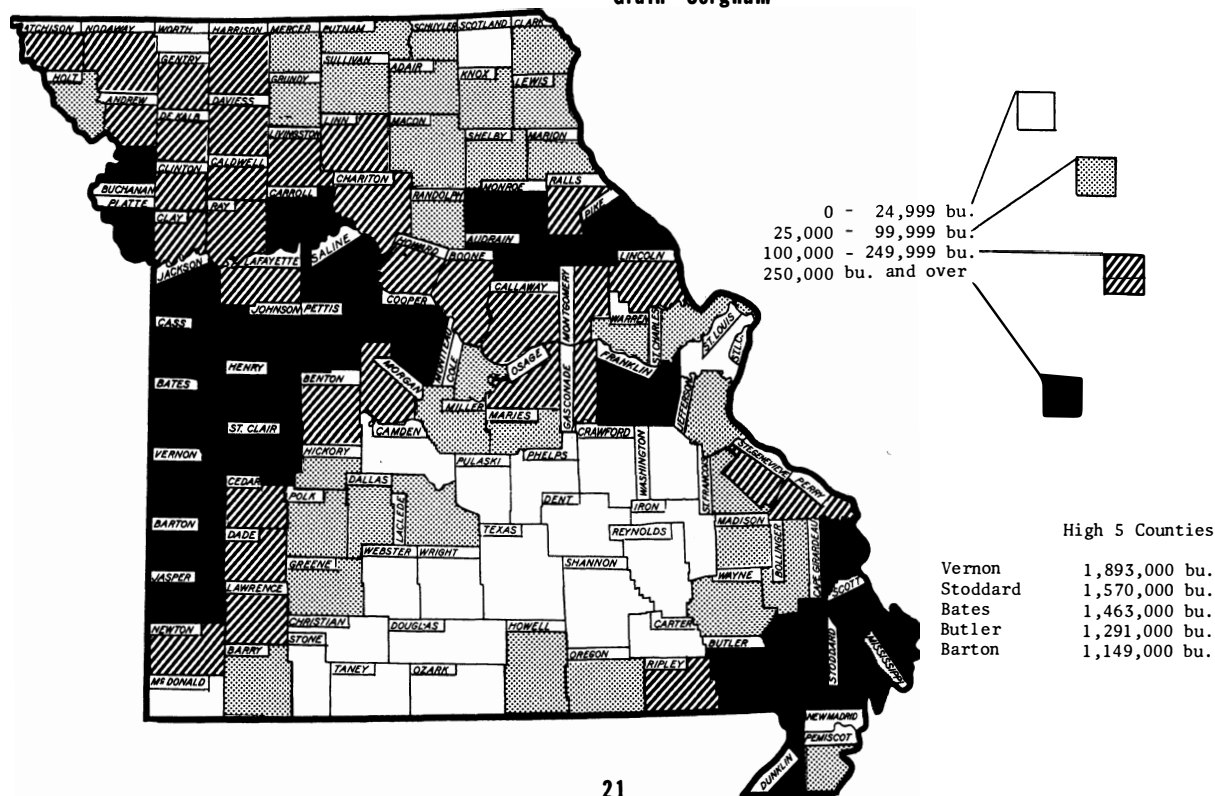 Grain Sorghum
ATCHISON NODAWAY WORTH HARRISON MERCER PUTNAM SCHUYLER SCOTLAND CLARK
GENTRY SULLIVAN ADAIR
HOLT GRUNDY KNOX LEWIS
ANDREW DAVIESS
DE KALB LINN MACON
LIVINGSTON SHELBY MARION
CLINTON CALDWELL
CHARITON RALLS
BUCHANAN CARROLL RANDOLPH MONROE
PLATTE RAY PIKE
CLAY
AUDRAIN
SALINE HOWARD BOONE LINCOLN
JACKSON LAFAYETTE
CALLAWAY MONTGOMERY
JOHNSON PETTIS COOPER
CASS WARREN ST. CHARLES ST. LOUIS ST.L.C.
MONITEAU COLE OSAGE GASCONADE FRANKLIN
HENRY MORGAN
BATES BENTON JEFFERSON
MILLER MARIES
ST. CLAIR CAMDEN CRAWFORD
VERNON HICKORY PULASKI PHELPS WASHINGTON STE. GENEVIEVE PERRY
CEDAR DALLAS ST. FRANCOIS
POLK LACLEDE DENT IRON
BARTON DADE TEXAS REYNOLDS MADISON
WEBSTER WRIGHT BOLLINGER CAPE GIRARDEAU
GREENE SHANNON
JASPER WAYNE
LAWRENCE SCOTT
NEWTON CHRISTIAN DOUGLAS HOWELL CARTER
STONE BUTLER STODDARD MISSISSIPPI
BARRY OREGON
TANEY OZARK RIPLEY
McDONALD
NEW MADRID
PEMISCOT
DUNKLIN
0 - 24,999 bu.
25,000 - 99,999 bu.
100,000 - 249,999 bu.
250,000 bu. and over
High 5 Counties
Vernon 1,893,000 bu.
Stoddard 1,570,000 bu.
Bates 1,463,000 bu.
Butler 1,291,000 bu.
Barton 1,149,000 bu.
21